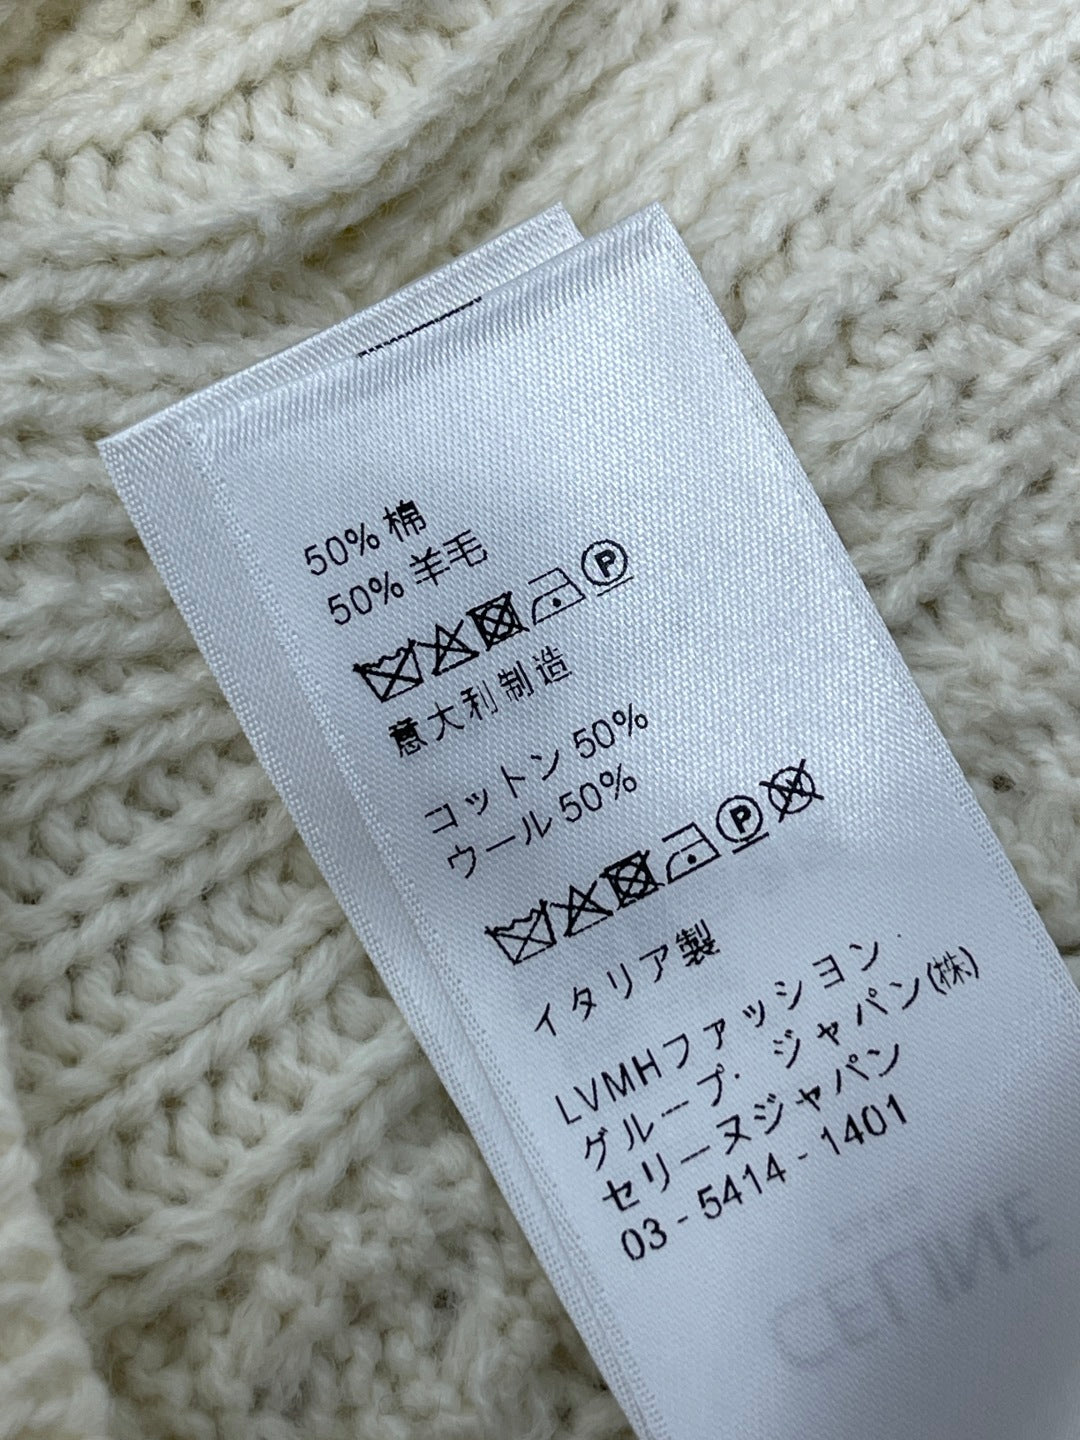 50% 棉
50% 羊毛
P
意大利制造
コットン 50%
ウール 50%
P
イタリア製
LVMHファッション・
グループ・ジャパン(株)
セリーヌジャパン
03 - 5414 - 1401